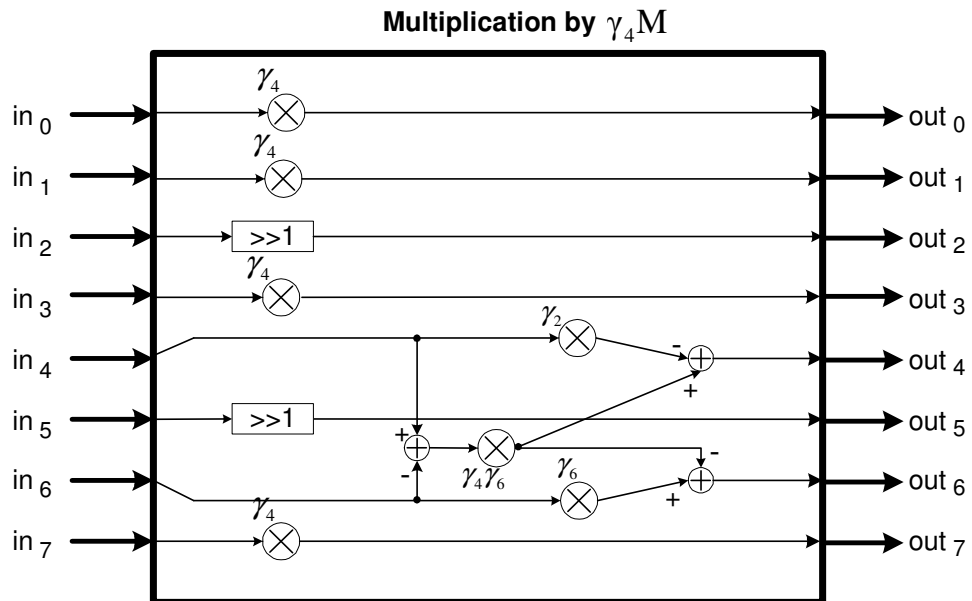 Multiplication by γ₄M
in ₀ γ₄ out ₀
in ₁ γ₄ out ₁
in ₂ >>1 out ₂
in ₃ γ₄ out ₃
in ₄ γ₂ - + out ₄
in ₅ >>1 out ₅
+ - γ₄γ₆
in ₆ γ₆ - + out ₆
in ₇ γ₄ out ₇